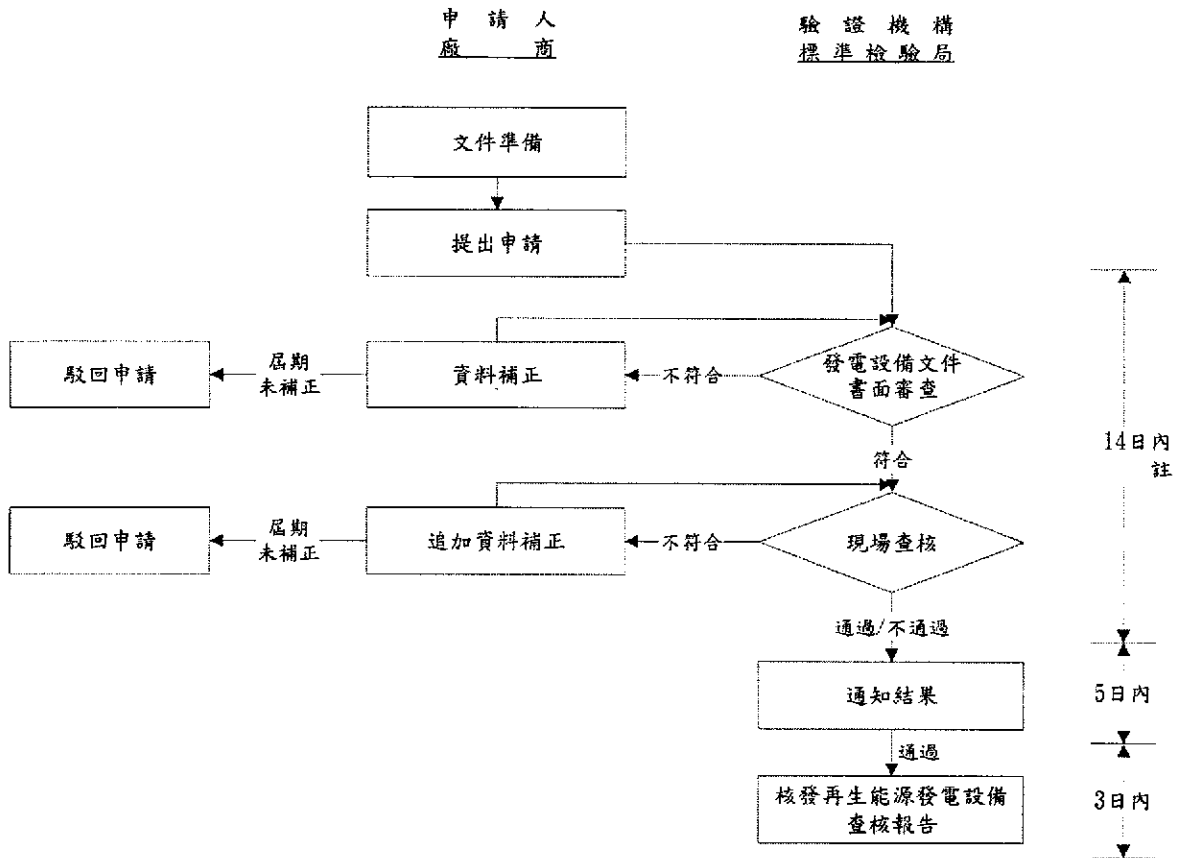 申請人
廠商
驗證機構
標準檢驗局
文件準備
提出申請
駁回申請
屆期
未補正
資料補正
不符合
發電設備文件
書面審查
14日內
註
符合
駁回申請
屆期
未補正
追加資料補正
不符合
現場查核
通過/不通過
通知結果
5日內
通過
核發再生能源發電設備
查核報告
3日內